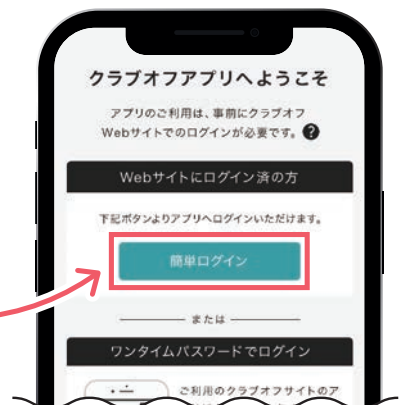 クラブオフアプリへようこそ
アプリのご利用は、事前にクラブオフ
Webサイトでのログインが必要です。?
Webサイトにログイン済の方
下記ボタンよりアプリへログインいただけます。
簡単ログイン
または
ワンタイムパスワードでログイン
ご利用のクラブオフサイトのア